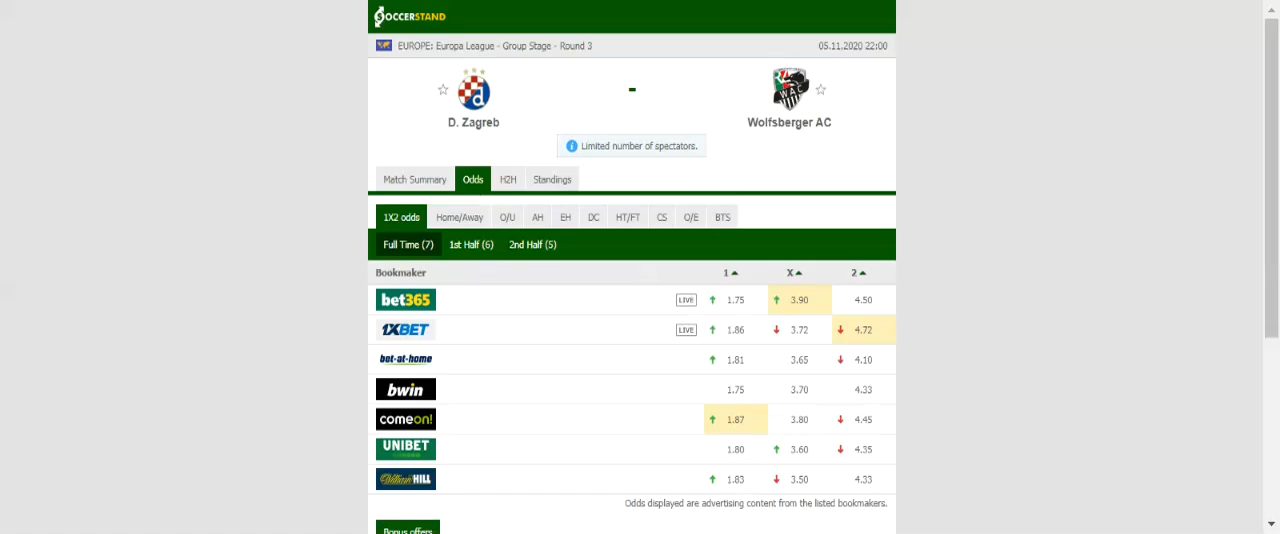 SOCCERSTAND
EUROPE: Europa League - Group Stage - Round 3 05.11.2020 22:00
-
D. Zagreb Wolfsberger AC
Limited number of spectators.
Match Summary Odds H2H Standings
1X2 odds Home/Away O/U AH EH DC HT/FT CS O/E BTS
Full Time (7) 1st Half (6) 2nd Half (5)
Bookmaker 1 X 2
bet365 LIVE 1.75 3.90 4.50
1XBET LIVE 1.86 3.72 4.72
bet-at-home 1.81 3.65 4.10
bwin 1.75 3.70 4.33
comeon! 1.87 3.80 4.45
UNIBET 1.80 3.60 4.35
William HILL 1.83 3.50 4.33
Odds displayed are advertising content from the listed bookmakers.
Bonus offers